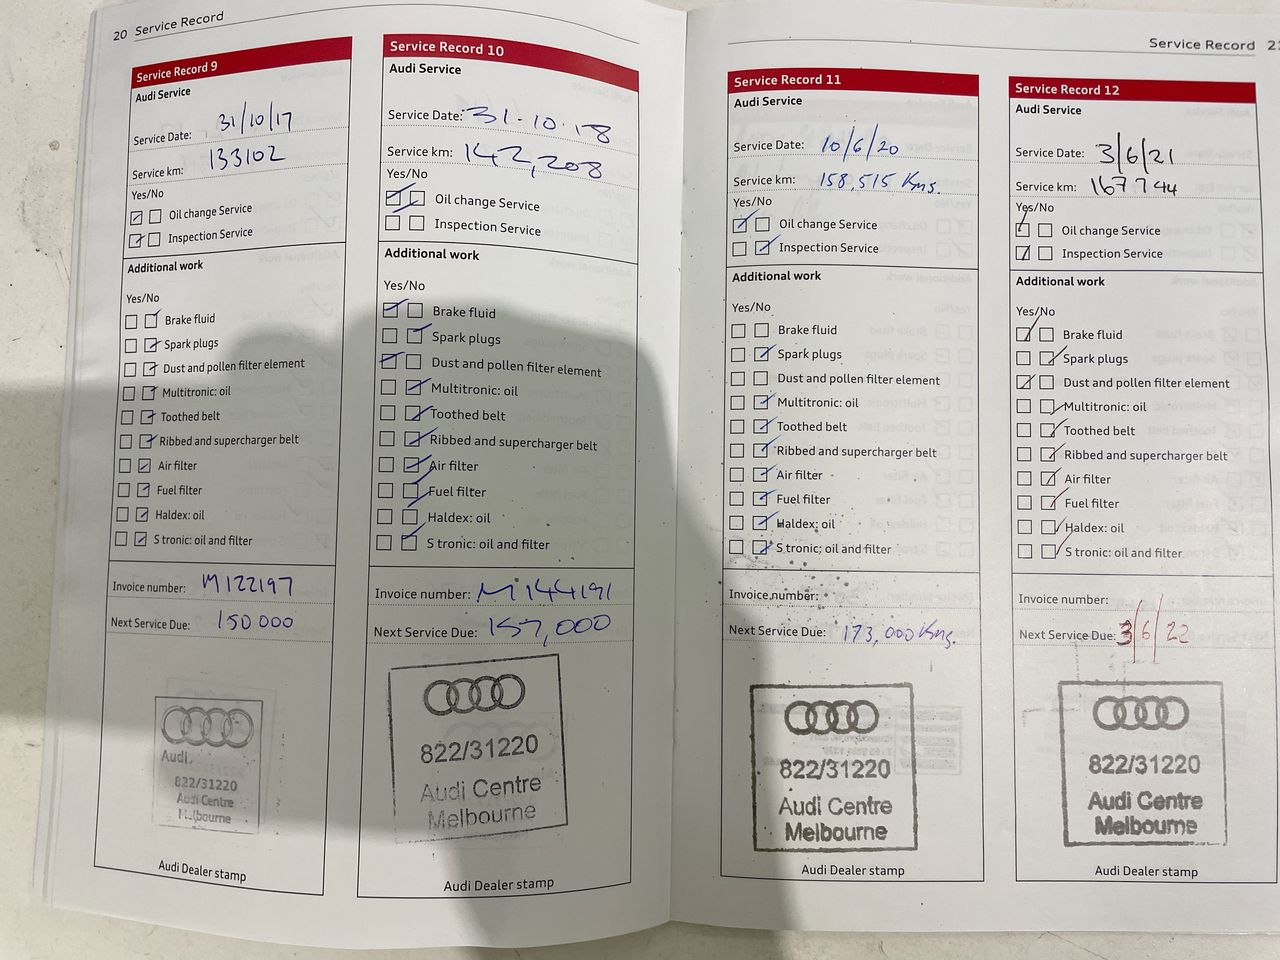 20 Service Record
Service Record 9
Audi Service
Service Date: 31/10/17
Service km: 133102
Yes/No
Oil change Service
Inspection Service
Additional work
Yes/No
Brake fluid
Spark plugs
Dust and pollen filter element
Multitronic: oil
Toothed belt
Ribbed and supercharger belt
Air filter
Fuel filter
Haldex: oil
S tronic: oil and filter
Invoice number: M122197
Next Service Due: 150 000
Audi
822/31220
Audi Centre
Melbourne
Audi Dealer stamp
Service Record 10
Audi Service
Service Date: 31.10.18
Service km: 142,208
Yes/No
Oil change Service
Inspection Service
Additional work
Yes/No
Brake fluid
Spark plugs
Dust and pollen filter element
Multitronic: oil
Toothed belt
Ribbed and supercharger belt
Air filter
Fuel filter
Haldex: oil
S tronic: oil and filter
Invoice number: M144191
Next Service Due: 157,000
822/31220
Audi Centre
Melbourne
Audi Dealer stamp
Service Record 21
Service Record 11
Audi Service
Service Date: 10/6/20
Service km: 158,515 Kms.
Yes/No
Oil change Service
Inspection Service
Additional work
Yes/No
Brake fluid
Spark plugs
Dust and pollen filter element
Multitronic: oil
Toothed belt
Ribbed and supercharger belt
Air filter
Fuel filter
Haldex: oil
S tronic: oil and filter
Invoice number:
Next Service Due: 173,000 Kms.
822/31220
Audi Centre
Melbourne
Audi Dealer stamp
Service Record 12
Audi Service
Service Date: 3/6/21
Service km: 167744
Yes/No
Oil change Service
Inspection Service
Additional work
Yes/No
Brake fluid
Spark plugs
Dust and pollen filter element
Multitronic: oil
Toothed belt
Ribbed and supercharger belt
Air filter
Fuel filter
Haldex: oil
S tronic: oil and filter
Invoice number:
Next Service Due: 3/6/22
822/31220
Audi Centre
Melbourne
Audi Dealer stamp